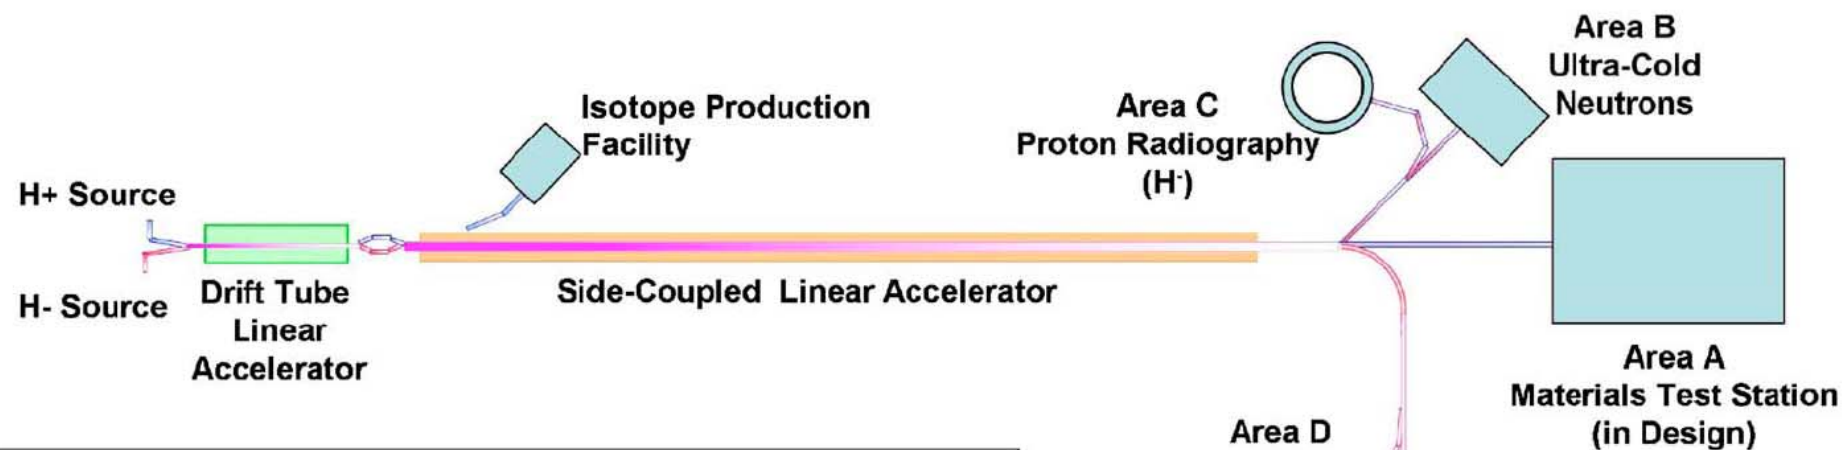 H+ Source
H- Source
Drift Tube
Linear
Accelerator
Isotope Production
Facility
Side-Coupled Linear Accelerator
Area C
Proton Radiography
(H-)
Area B
Ultra-Cold
Neutrons
Area A
Materials Test Station
(in Design)
Area D